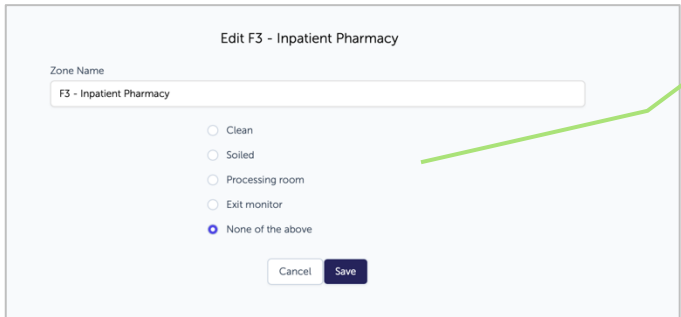 Edit F3 - Inpatient Pharmacy
Zone Name
F3 - Inpatient Pharmacy
Clean
Soiled
Processing room
Exit monitor
None of the above
Cancel Save